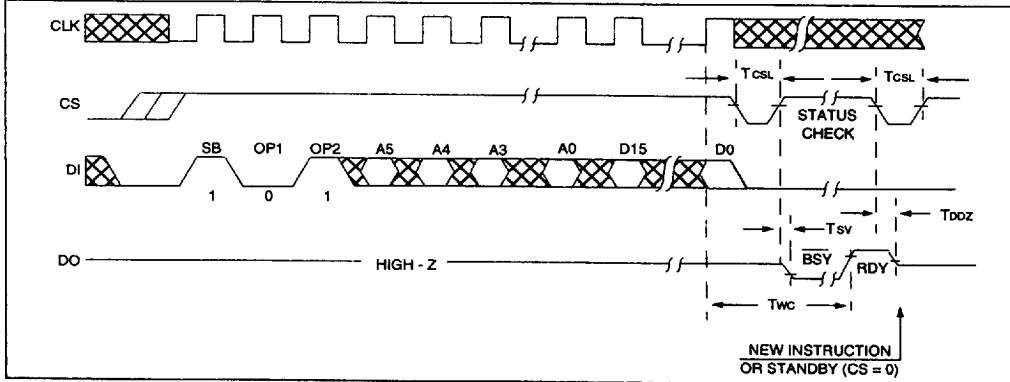 CLK
TCSL
TCSL
CS
STATUS
CHECK
SB OP1 OP2 A5 A4 A3 A0 D15 D0
DI
1 0 1
TDDZ
TSV
DO
HIGH - Z
BSY
RDY
TWC
NEW INSTRUCTION
OR STANDBY (CS = 0)